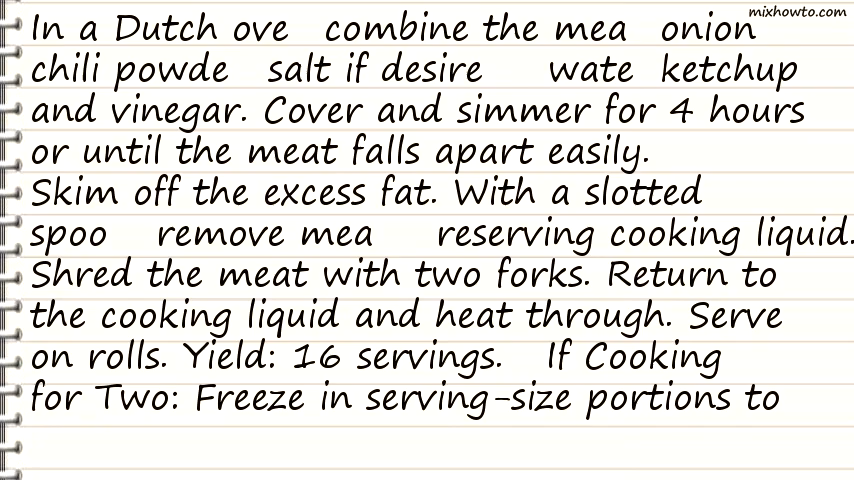 mixhowto.com
In a Dutch ove combine the mea onion
chili powde salt if desire wate ketchup
and vinegar. Cover and simmer for 4 hours
or until the meat falls apart easily.
Skim off the excess fat. With a slotted
spoo remove mea reserving cooking liquid.
Shred the meat with two forks. Return to
the cooking liquid and heat through. Serve
on rolls. Yield: 16 servings. If Cooking
for Two: Freeze in serving-size portions to